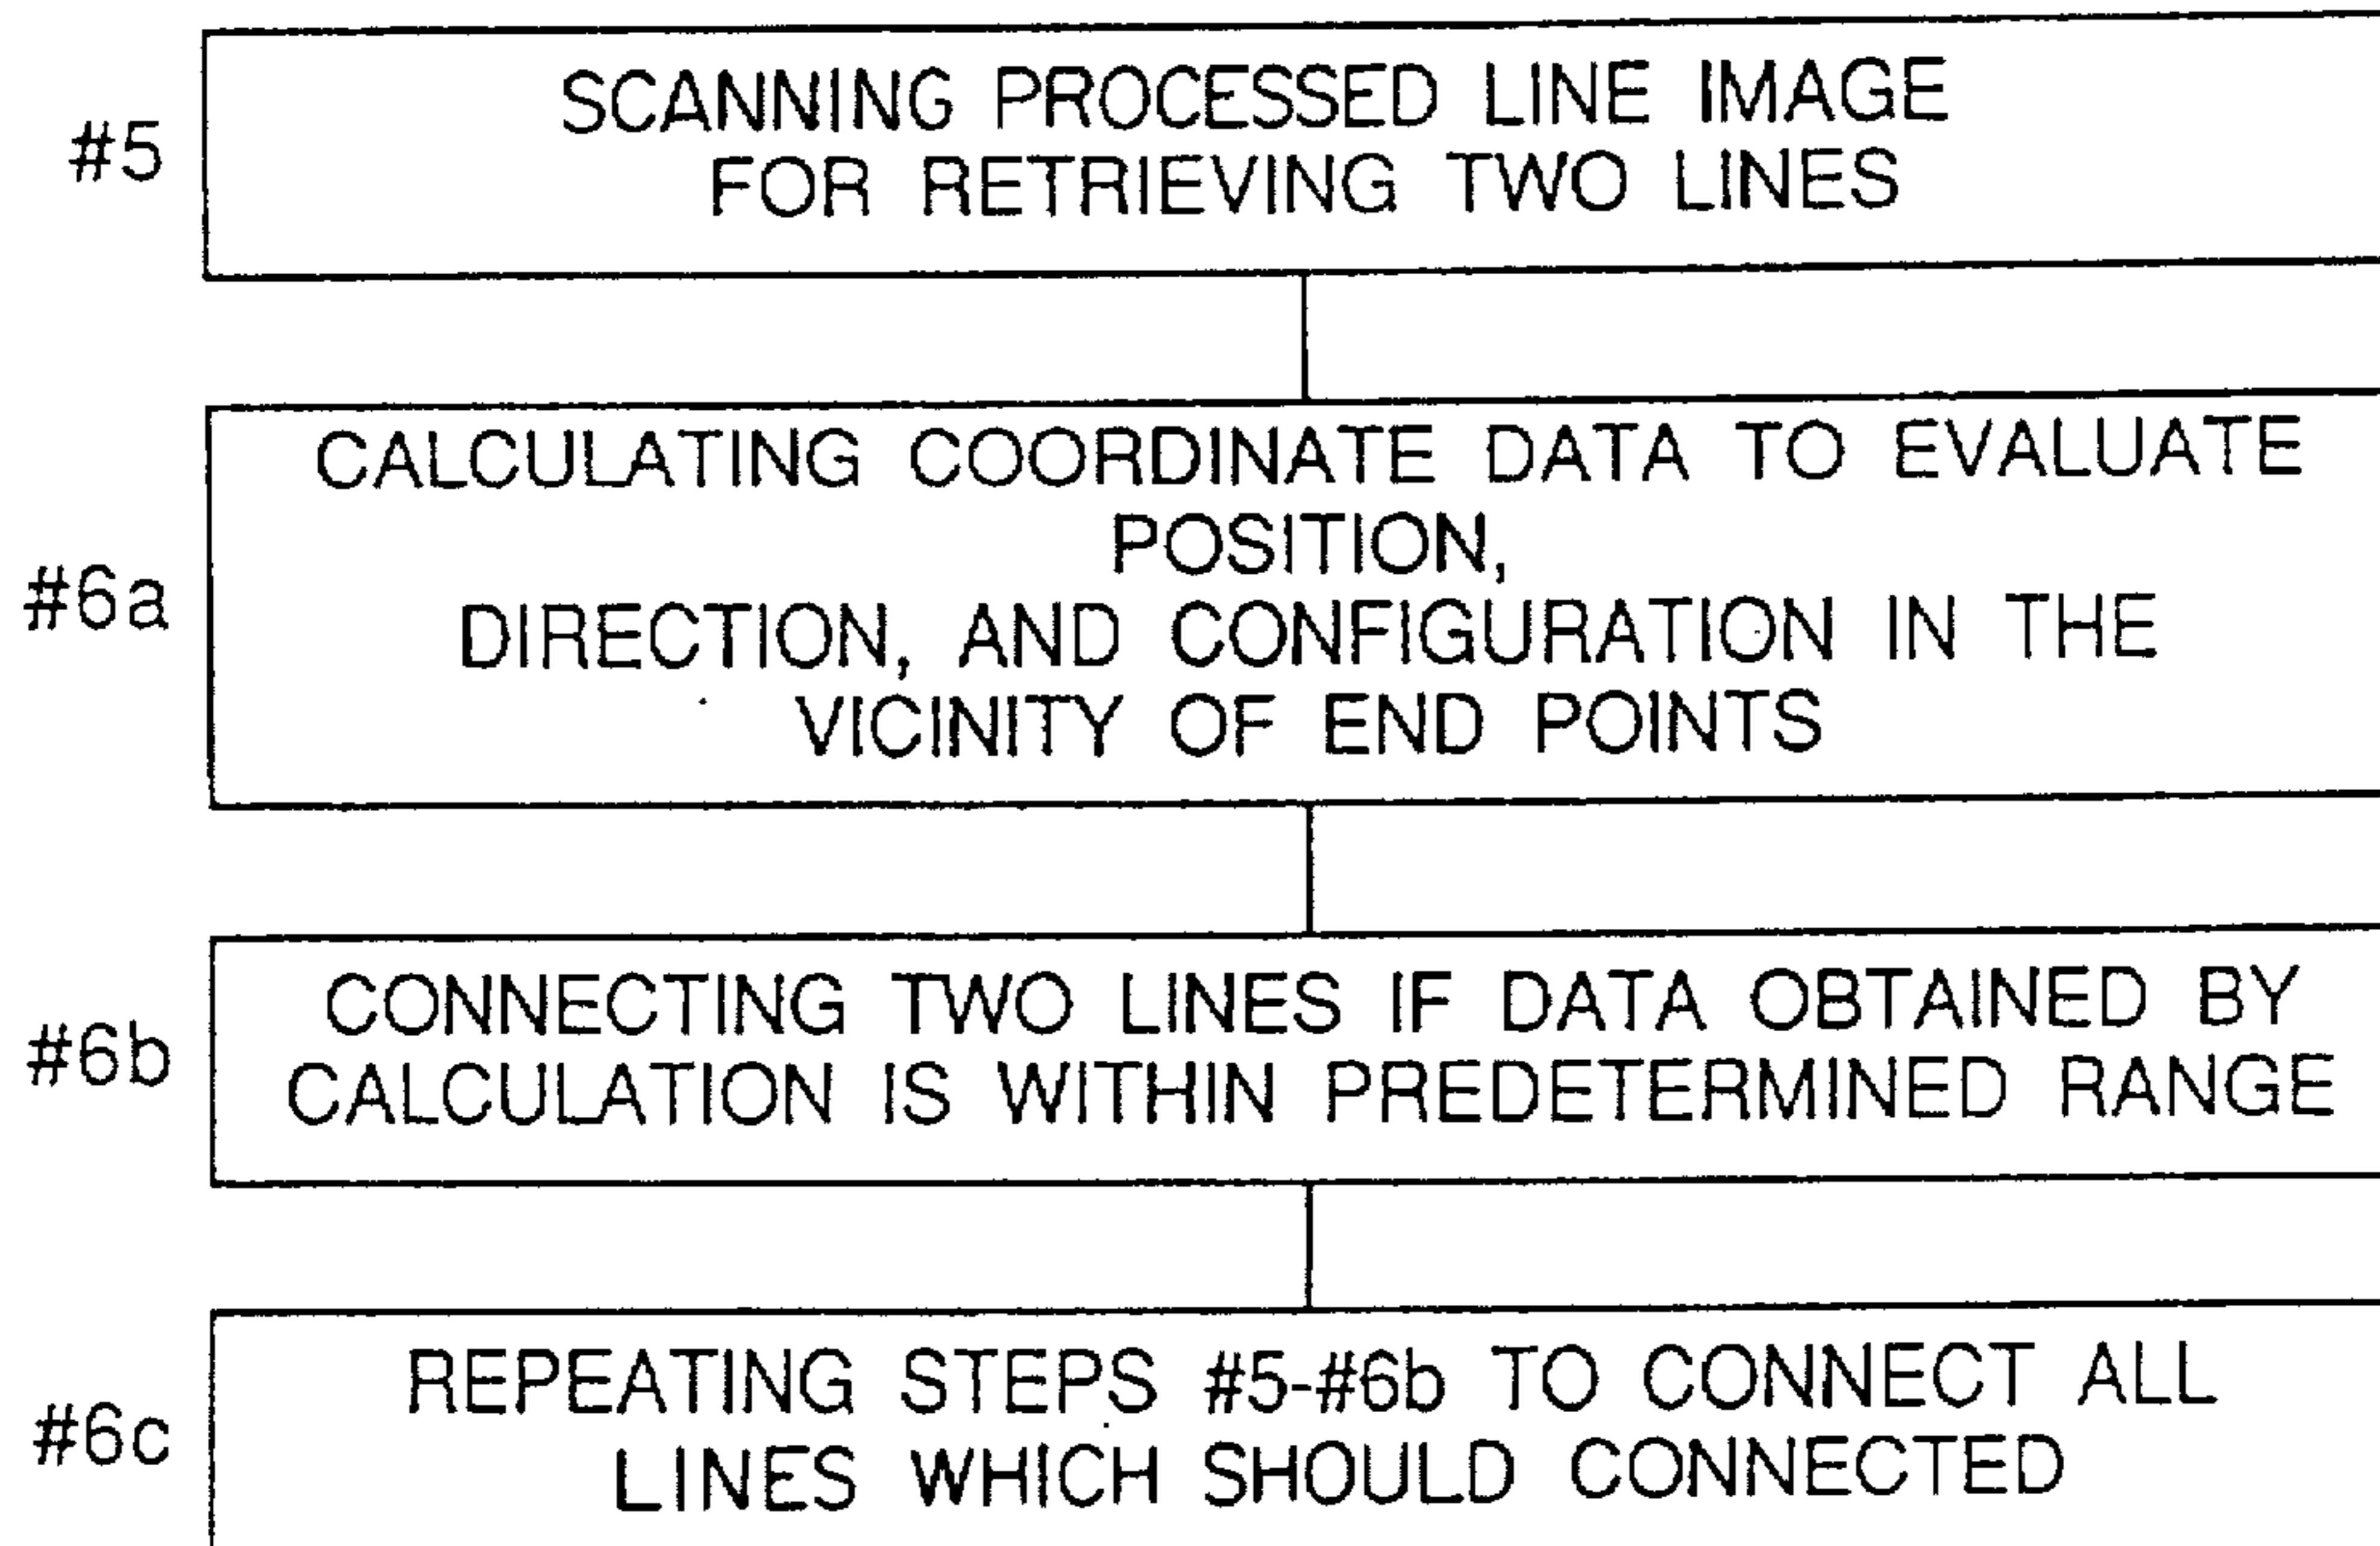 SCANNING PROCESSED LINE IMAGE
#5
FOR RETRIEVING TWO LINES
CALCULATING COORDINATE DATA TO EVALUATE
POSITION,
#6a
DIRECTION, AND CONFIGURATION IN THE
VICINITY OF END POINTS
CONNECTING TWO LINES IF DATA OBTAINED BY
#6b
CALCULATION IS WITHIN PREDETERMINED RANGE
REPEATING STEPS #5-#6b TO CONNECT ALL
#6c
LINES WHICH SHOULD CONNECTED